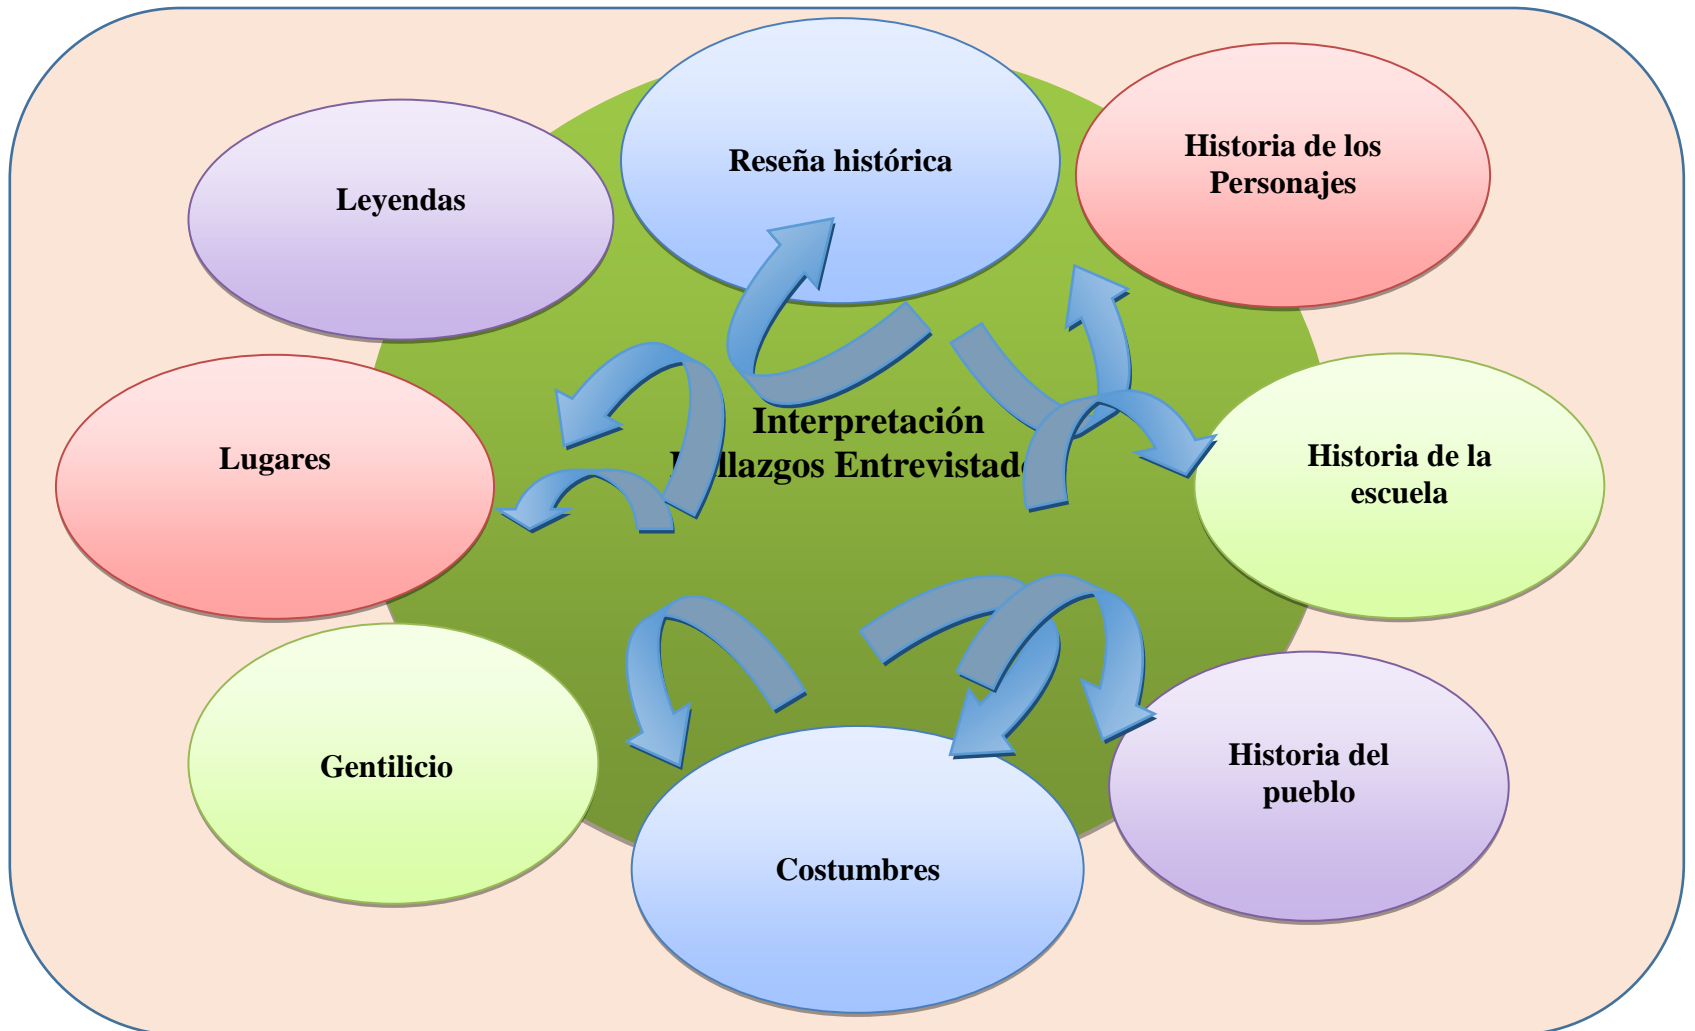 Reseña histórica
Historia de los
Personajes
Leyendas
Interpretación
Entrevistad
Lugares
Historia de la
escuela
Gentilicio
Historia del
pueblo
Costumbres